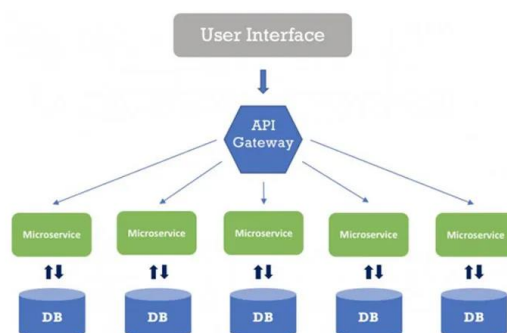 User Interface
API
Gateway
Microservice
Microservice
Microservice
Microservice
Microservice
DB
DB
DB
DB
DB